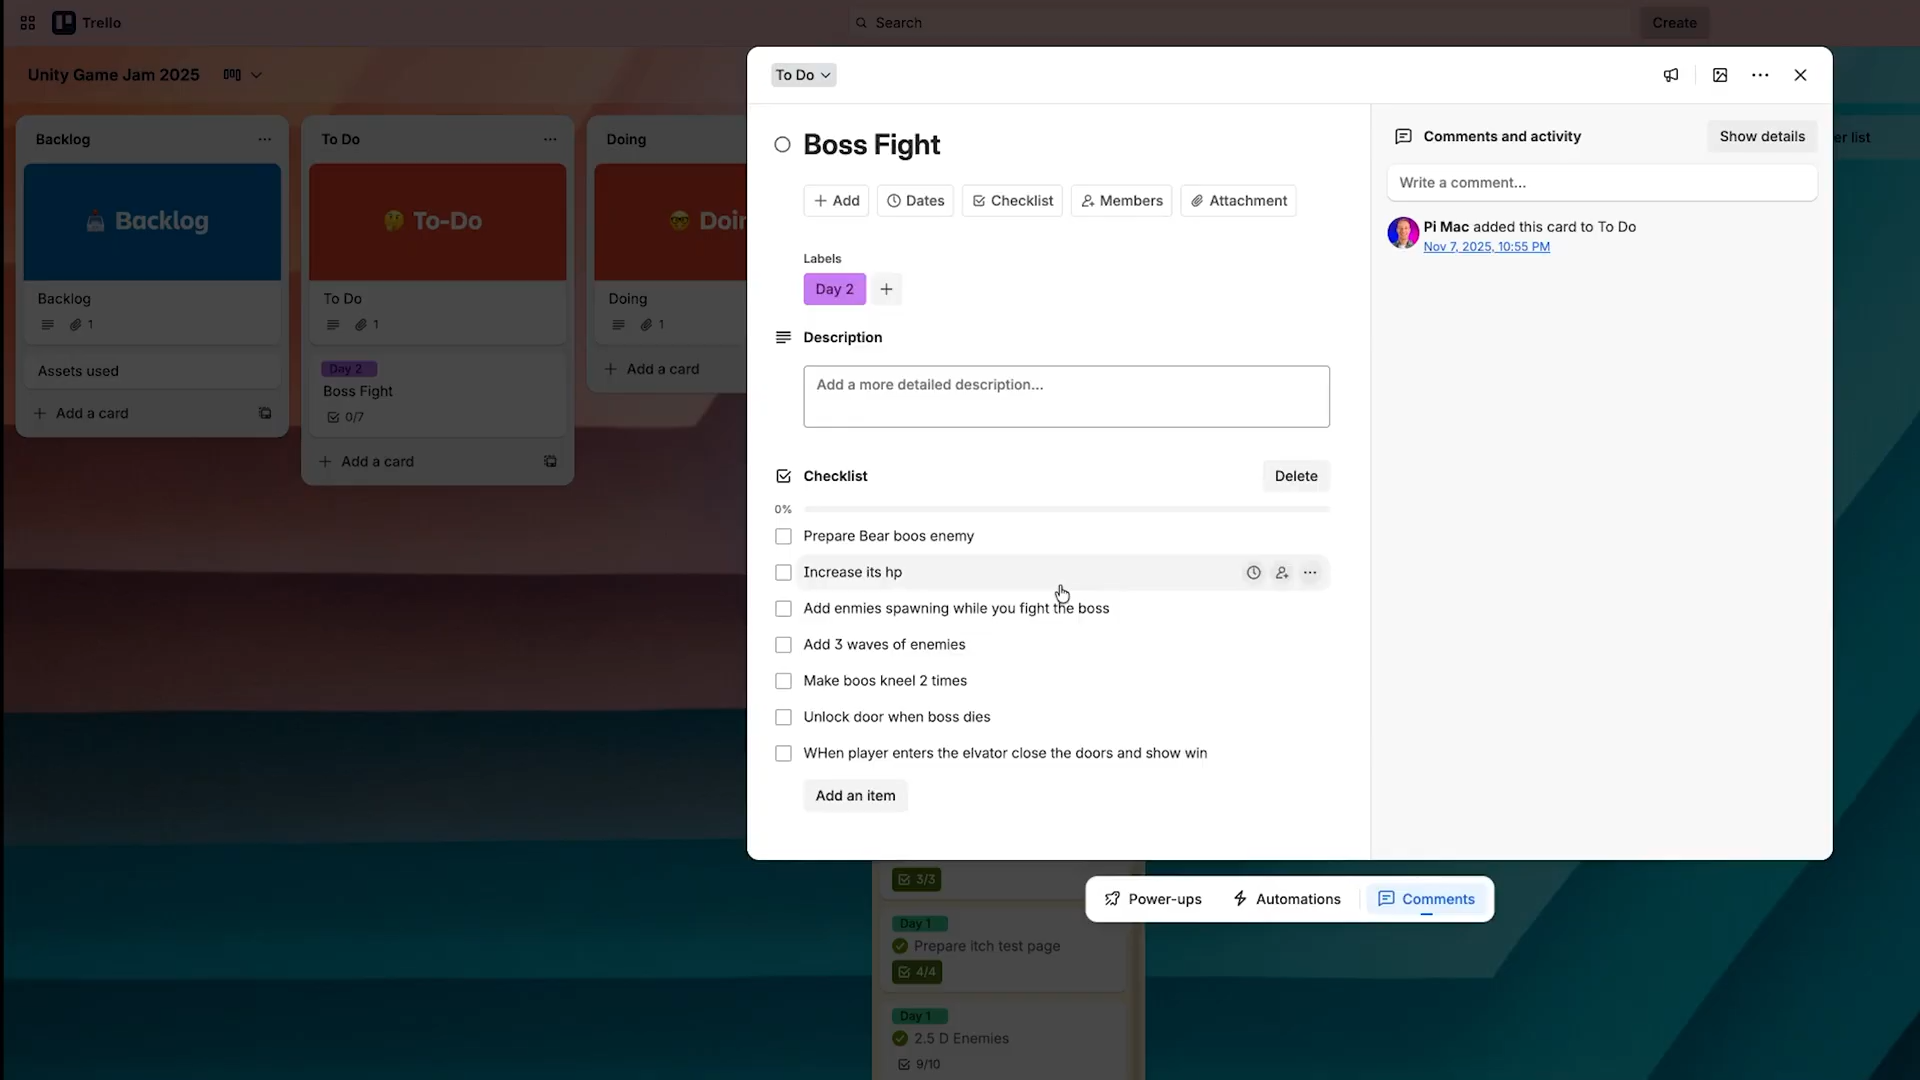 Trello
Search
Create
Unity Game Jam 2025
Backlog
Backlog
Backlog
1
Assets used
Add a card
To Do
To-Do
To Do
1
Day 2
Boss Fight
0/7
Add a card
Doing
Doin
Doing
1
Add a card
er list
To Do
Boss Fight
Add
Dates
Checklist
Members
Attachment
Labels
Day 2
Description
Add a more detailed description...
Checklist
Delete
0%
Prepare Bear boos enemy
Increase its hp
Add enmies spawning while you fight the boss
Add 3 waves of enemies
Make boos kneel 2 times
Unlock door when boss dies
WHen player enters the elvator close the doors and show win
Add an item
Comments and activity
Show details
Write a comment...
Pi Mac added this card to To Do
Nov 7, 2025, 10:55 PM
3/3
Power-ups
Automations
Comments
Day 1
Prepare itch test page
4/4
Day 1
2.5 D Enemies
9/10